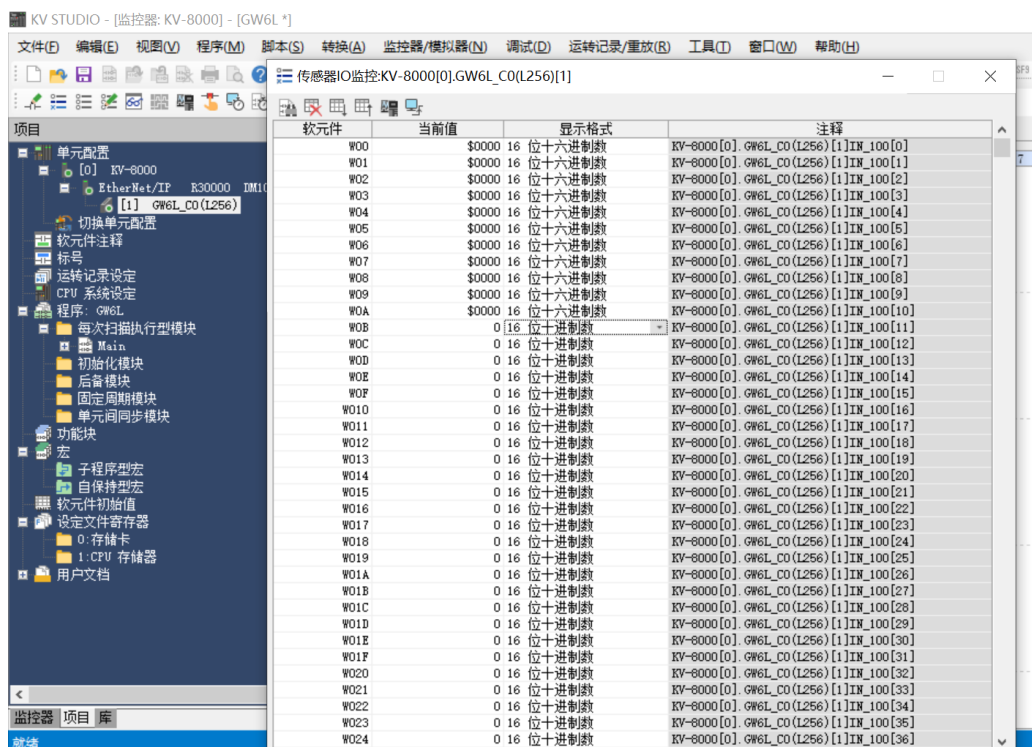 KV STUDIO - [监控器: KV-8000] - [GW6L *]
文件(F) 编辑(E) 视图(V) 程序(M) 脚本(S) 转换(A) 监控器/模拟器(N) 调试(D) 运转记录/重放(R) 工具(T) 窗口(W) 帮助(H)
传感器IO监控:KV-8000[0].GW6L_C0(L256)[1]
项目
单元配置
[0] KV-8000
EtherNet/IP R30000 DM10
[1] GW6L_C0(L256)
切换单元配置
软元件注释
标号
运转记录设定
CPU 系统设定
程序: GW6L
每次扫描执行型模块
Main
初始化模块
后备模块
固定周期模块
单元间同步模块
功能块
宏
子程序型宏
自保持型宏
软元件初始值
设定文件寄存器
0:存储卡
1:CPU 存储器
用户文档
监控器 项目 库
就绪
软元件 当前值 显示格式 注释
W00 $0000 16 位十六进制数 KV-8000[0].GW6L_C0(L256)[1]IN_100[0]
W01 $0000 16 位十六进制数 KV-8000[0].GW6L_C0(L256)[1]IN_100[1]
W02 $0000 16 位十六进制数 KV-8000[0].GW6L_C0(L256)[1]IN_100[2]
W03 $0000 16 位十六进制数 KV-8000[0].GW6L_C0(L256)[1]IN_100[3]
W04 $0000 16 位十六进制数 KV-8000[0].GW6L_C0(L256)[1]IN_100[4]
W05 $0000 16 位十六进制数 KV-8000[0].GW6L_C0(L256)[1]IN_100[5]
W06 $0000 16 位十六进制数 KV-8000[0].GW6L_C0(L256)[1]IN_100[6]
W07 $0000 16 位十六进制数 KV-8000[0].GW6L_C0(L256)[1]IN_100[7]
W08 $0000 16 位十六进制数 KV-8000[0].GW6L_C0(L256)[1]IN_100[8]
W09 $0000 16 位十六进制数 KV-8000[0].GW6L_C0(L256)[1]IN_100[9]
W0A $0000 16 位十六进制数 KV-8000[0].GW6L_C0(L256)[1]IN_100[10]
W0B 0 16 位十进制数 KV-8000[0].GW6L_C0(L256)[1]IN_100[11]
W0C 0 16 位十进制数 KV-8000[0].GW6L_C0(L256)[1]IN_100[12]
W0D 0 16 位十进制数 KV-8000[0].GW6L_C0(L256)[1]IN_100[13]
W0E 0 16 位十进制数 KV-8000[0].GW6L_C0(L256)[1]IN_100[14]
W0F 0 16 位十进制数 KV-8000[0].GW6L_C0(L256)[1]IN_100[15]
W010 0 16 位十进制数 KV-8000[0].GW6L_C0(L256)[1]IN_100[16]
W011 0 16 位十进制数 KV-8000[0].GW6L_C0(L256)[1]IN_100[17]
W012 0 16 位十进制数 KV-8000[0].GW6L_C0(L256)[1]IN_100[18]
W013 0 16 位十进制数 KV-8000[0].GW6L_C0(L256)[1]IN_100[19]
W014 0 16 位十进制数 KV-8000[0].GW6L_C0(L256)[1]IN_100[20]
W015 0 16 位十进制数 KV-8000[0].GW6L_C0(L256)[1]IN_100[21]
W016 0 16 位十进制数 KV-8000[0].GW6L_C0(L256)[1]IN_100[22]
W017 0 16 位十进制数 KV-8000[0].GW6L_C0(L256)[1]IN_100[23]
W018 0 16 位十进制数 KV-8000[0].GW6L_C0(L256)[1]IN_100[24]
W019 0 16 位十进制数 KV-8000[0].GW6L_C0(L256)[1]IN_100[25]
W01A 0 16 位十进制数 KV-8000[0].GW6L_C0(L256)[1]IN_100[26]
W01B 0 16 位十进制数 KV-8000[0].GW6L_C0(L256)[1]IN_100[27]
W01C 0 16 位十进制数 KV-8000[0].GW6L_C0(L256)[1]IN_100[28]
W01D 0 16 位十进制数 KV-8000[0].GW6L_C0(L256)[1]IN_100[29]
W01E 0 16 位十进制数 KV-8000[0].GW6L_C0(L256)[1]IN_100[30]
W01F 0 16 位十进制数 KV-8000[0].GW6L_C0(L256)[1]IN_100[31]
W020 0 16 位十进制数 KV-8000[0].GW6L_C0(L256)[1]IN_100[32]
W021 0 16 位十进制数 KV-8000[0].GW6L_C0(L256)[1]IN_100[33]
W022 0 16 位十进制数 KV-8000[0].GW6L_C0(L256)[1]IN_100[34]
W023 0 16 位十进制数 KV-8000[0].GW6L_C0(L256)[1]IN_100[35]
W024 0 16 位十进制数 KV-8000[0].GW6L_C0(L256)[1]IN_100[36]
7